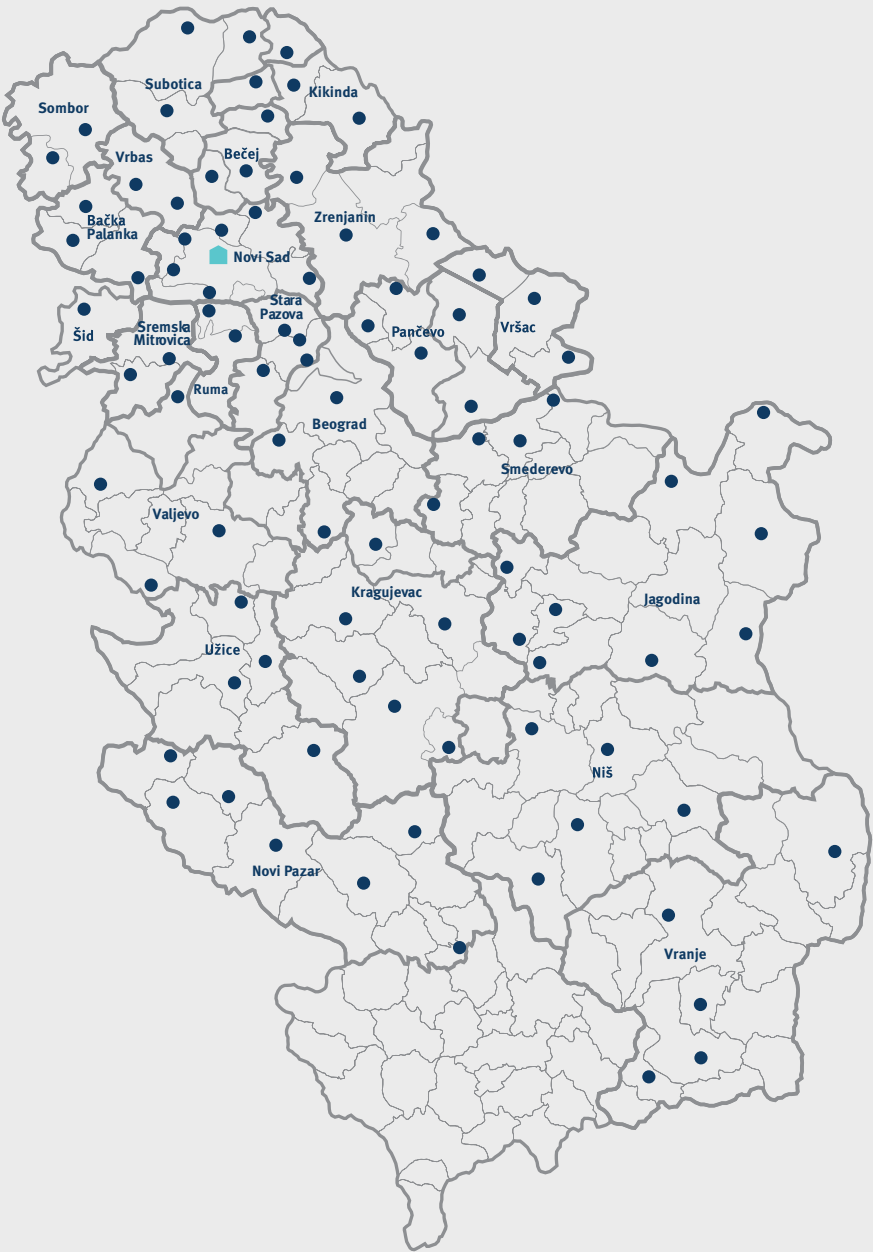 Subotica
Kikinda
Sombor
Bečej
Vrbas
Zrenjanin
Bačka
Palanka
Novi Sad
Stara
Pazova
Sremska
Mitrovica
Pančevo
Vršac
Šid
Ruma
Beograd
Smederevo
Valjevo
Kragujevac
Jagodina
Užice
Niš
Novi Pazar
Vranje